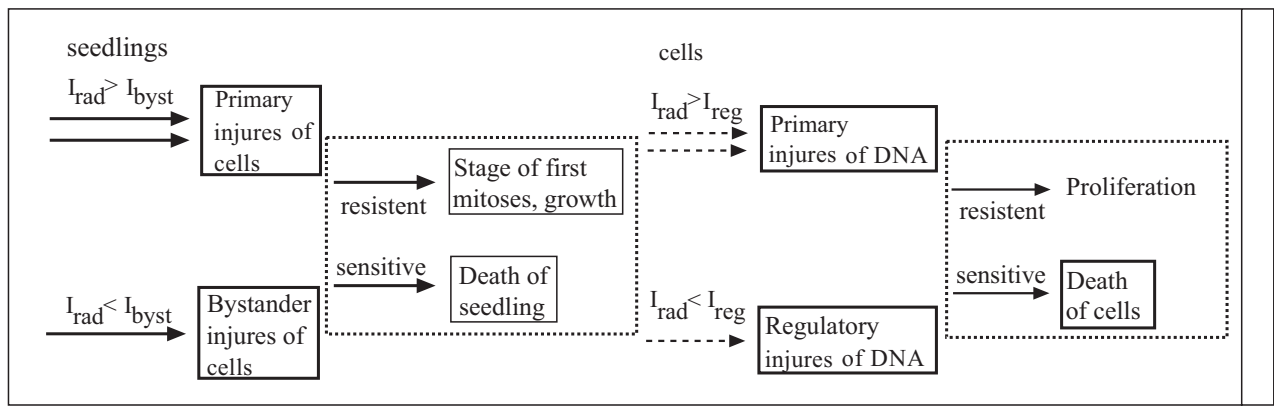 seedlings
I_rad > I_byst
Primary
injures of
cells
resistent
Stage of first
mitoses, growth
sensitive
Death of
seedling
I_rad < I_byst
Bystander
injures of
cells
cells
I_rad > I_reg
Primary
injures of DNA
resistent
Proliferation
sensitive
Death
of cells
I_rad < I_reg
Regulatory
injures of DNA